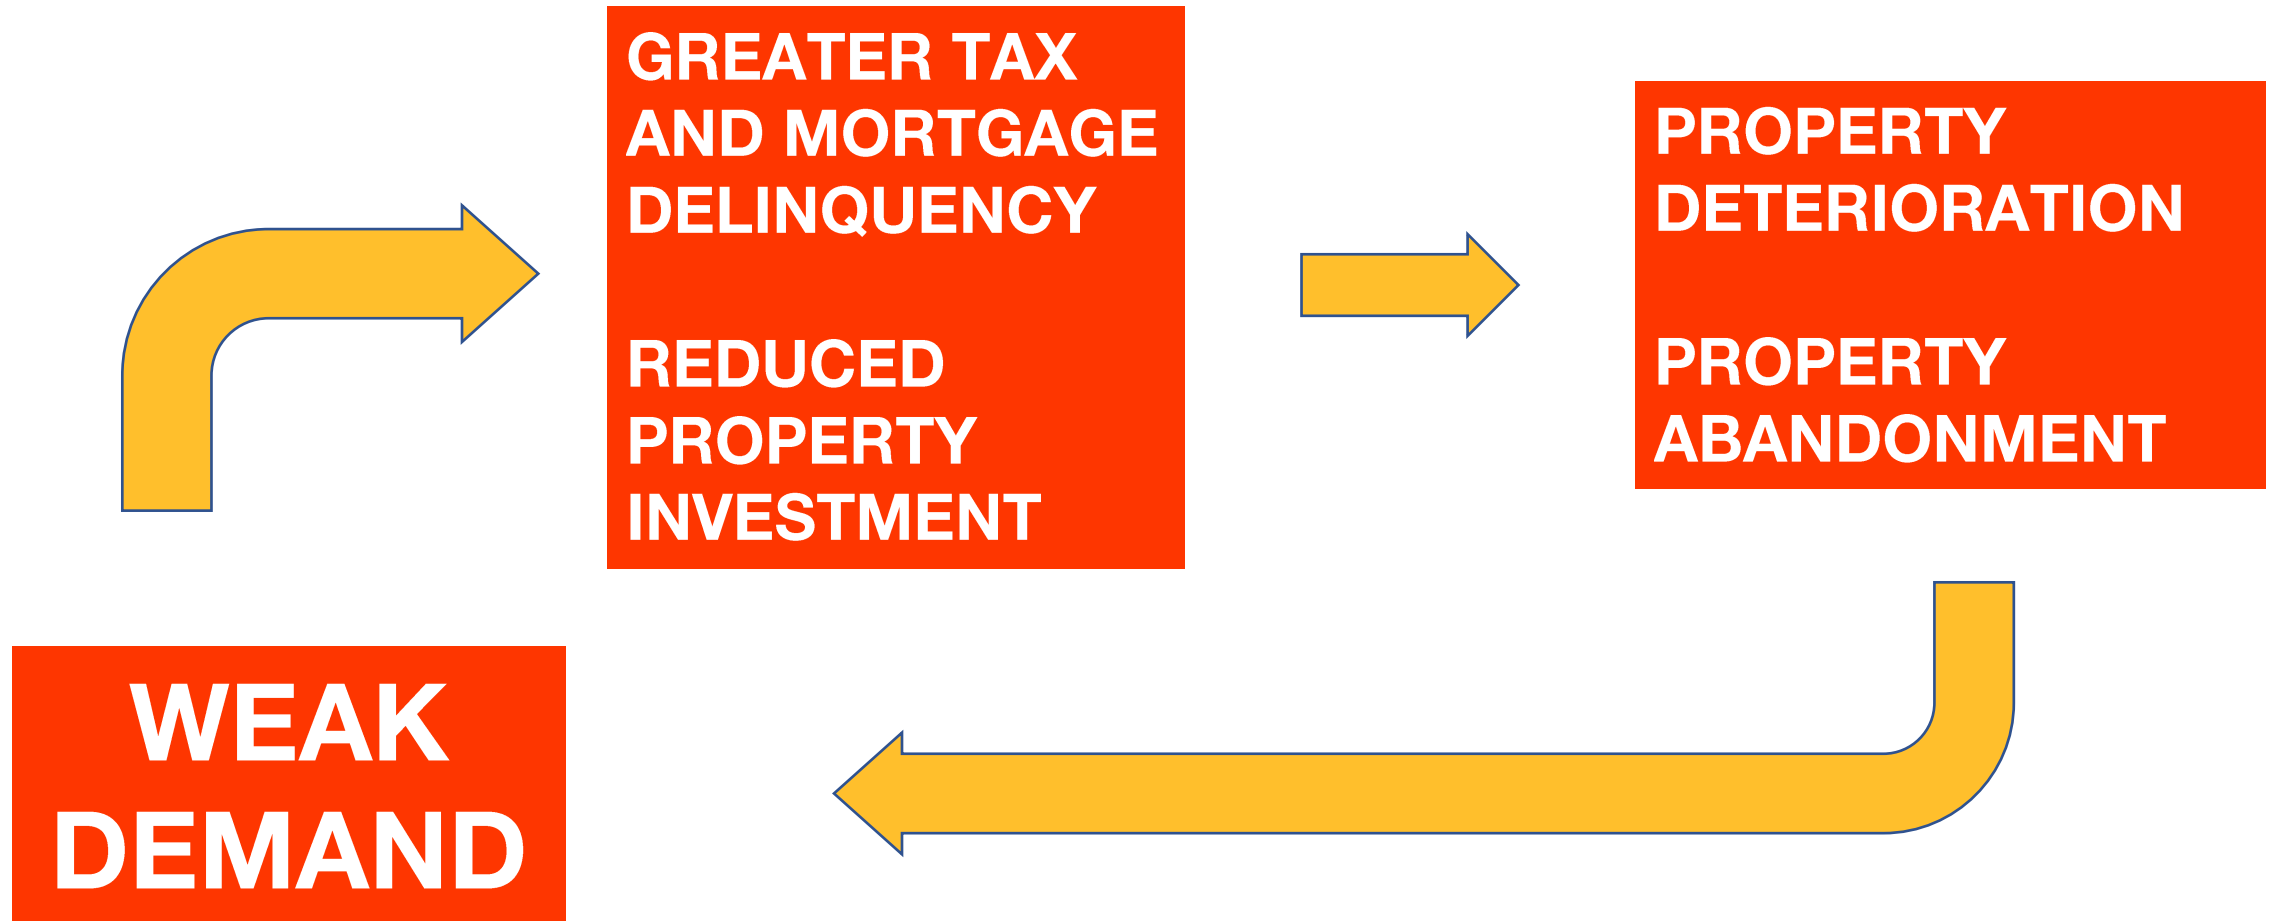 GREATER TAX
AND MORTGAGE
DELINQUENCY
REDUCED
PROPERTY
INVESTMENT
PROPERTY
DETERIORATION
PROPERTY
ABANDONMENT
WEAK
DEMAND